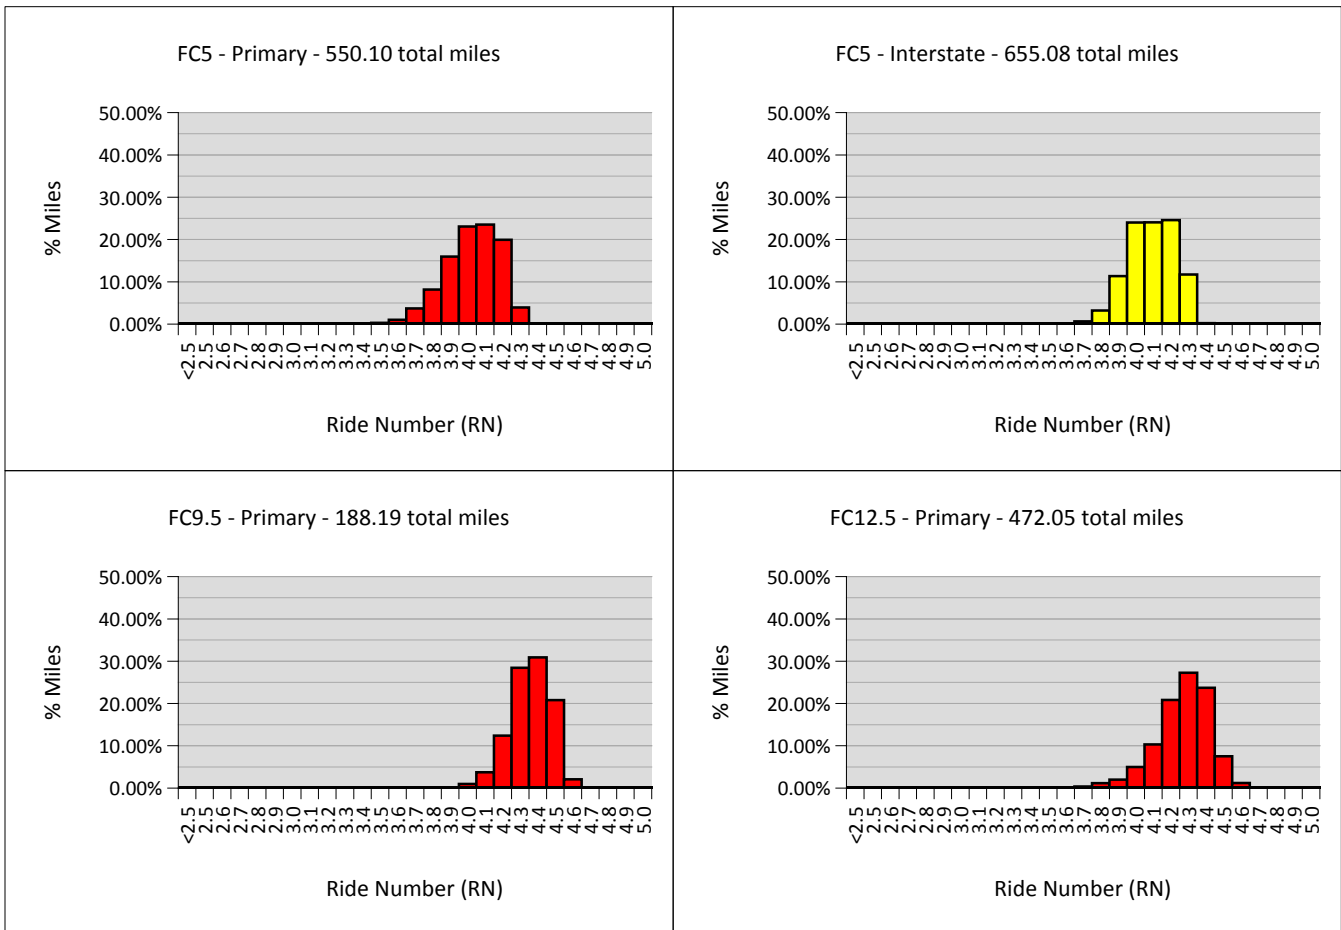 FC5 - Primary - 550.10 total miles
50.00%
40.00%
30.00%
20.00%
10.00%
0.00%
% Miles
<2.5 2.5 2.6 2.7 2.8 2.9 3.0 3.1 3.2 3.3 3.4 3.5 3.6 3.7 3.8 3.9 4.0 4.1 4.2 4.3 4.4 4.5 4.6 4.7 4.8 4.9 5.0
Ride Number (RN)
FC5 - Interstate - 655.08 total miles
50.00%
40.00%
30.00%
20.00%
10.00%
0.00%
% Miles
<2.5 2.5 2.6 2.7 2.8 2.9 3.0 3.1 3.2 3.3 3.4 3.5 3.6 3.7 3.8 3.9 4.0 4.1 4.2 4.3 4.4 4.5 4.6 4.7 4.8 4.9 5.0
Ride Number (RN)
FC9.5 - Primary - 188.19 total miles
50.00%
40.00%
30.00%
20.00%
10.00%
0.00%
% Miles
<2.5 2.5 2.6 2.7 2.8 2.9 3.0 3.1 3.2 3.3 3.4 3.5 3.6 3.7 3.8 3.9 4.0 4.1 4.2 4.3 4.4 4.5 4.6 4.7 4.8 4.9 5.0
Ride Number (RN)
FC12.5 - Primary - 472.05 total miles
50.00%
40.00%
30.00%
20.00%
10.00%
0.00%
% Miles
<2.5 2.5 2.6 2.7 2.8 2.9 3.0 3.1 3.2 3.3 3.4 3.5 3.6 3.7 3.8 3.9 4.0 4.1 4.2 4.3 4.4 4.5 4.6 4.7 4.8 4.9 5.0
Ride Number (RN)